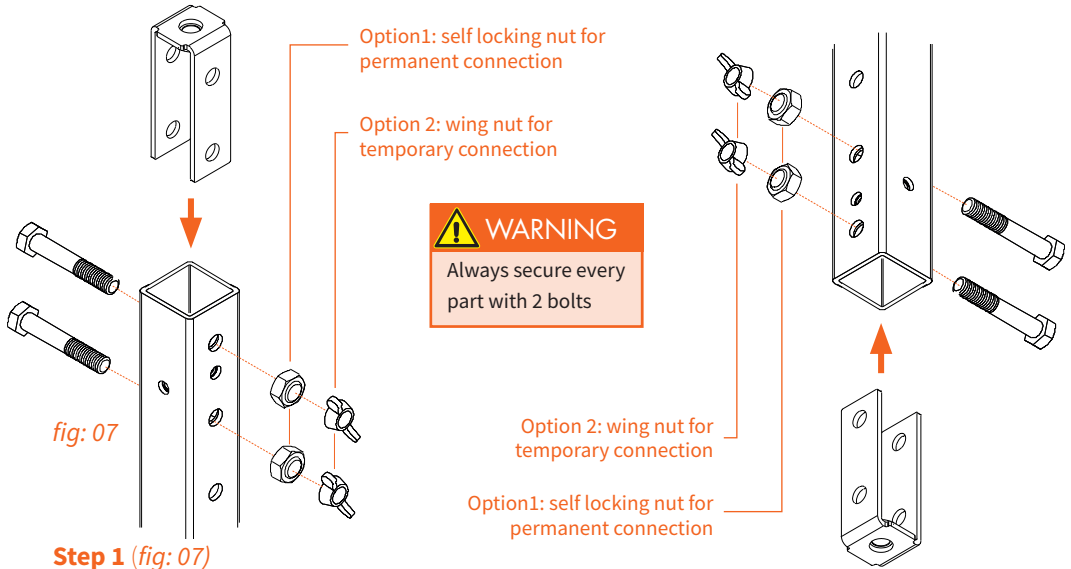 Option1: self locking nut for
permanent connection
Option 2: wing nut for
temporary connection
WARNING
Always secure every
part with 2 bolts
fig: 07
Option 2: wing nut for
temporary connection
Option1: self locking nut for
permanent connection
Step 1 (fig: 07)